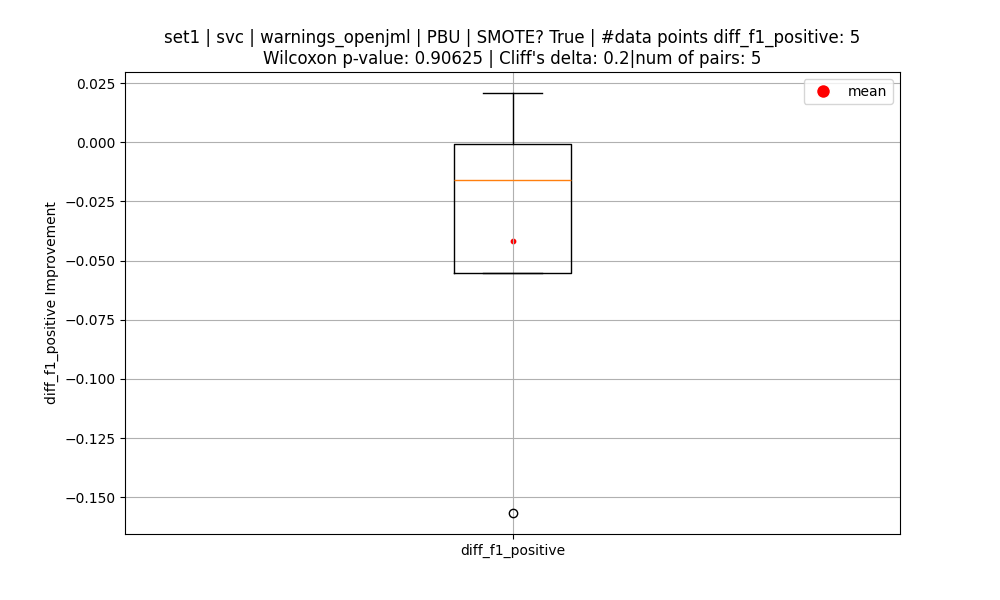 set1 | svc | warnings_openjml | PBU | SMOTE? True | #data points diff_f1_positive: 5
Wilcoxon p-value: 0.90625 | Cliff's delta: 0.2|num of pairs: 5
mean
0.025
0.000
−0.025
−0.050
−0.075
−0.100
−0.125
−0.150
diff_f1_positive Improvement
diff_f1_positive